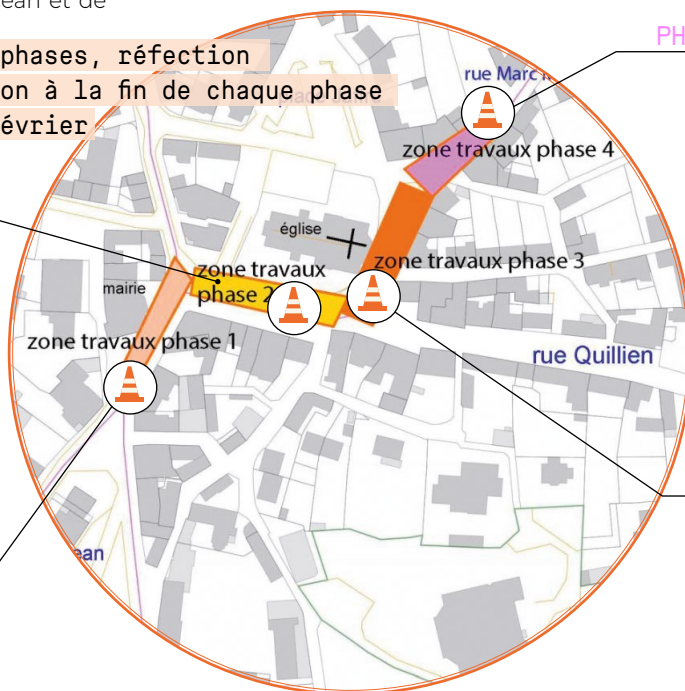 ean et de
phases, réfection
on à la fin de chaque phase
évrier
PH
rue Marc
zone travaux phase 4
église
zone travaux phase 3
zone travaux
phase 2
mairie
zone travaux phase 1
rue Quillien
ean